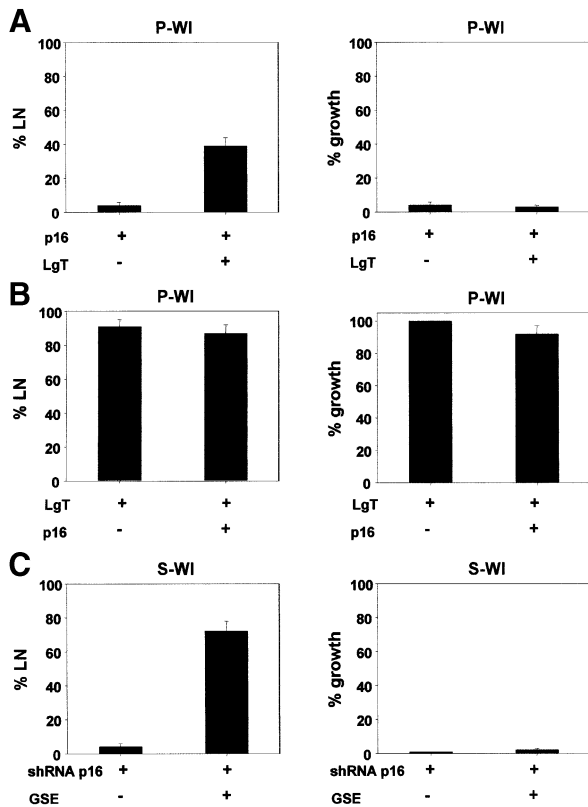 A
P-WI P-WI
% LN
100
80
60
40
20
0
% growth
100
80
60
40
20
0
p16 + + p16 + +
LgT - + LgT - +
B
P-WI P-WI
% LN
100
80
60
40
20
0
% growth
100
80
60
40
20
0
LgT + + LgT + +
p16 - + p16 - +
C
S-WI S-WI
% LN
100
80
60
40
20
0
% growth
100
80
60
40
20
0
shRNA p16 + + shRNA p16 + +
GSE - + GSE - +